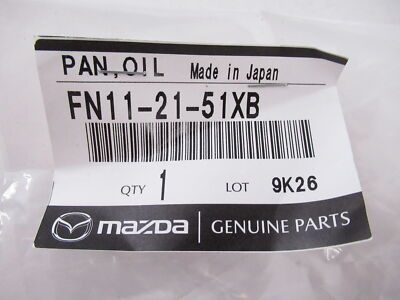 PAN,OIL Made in Japan
FN11-21-51XB
QTY 1 LOT 9K26
mazda GENUINE PARTS